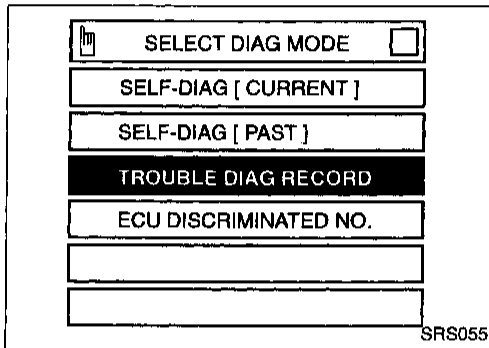 SELECT DIAG MODE
SELF-DIAG [ CURRENT ]
SELF-DIAG [ PAST ]
TROUBLE DIAG RECORD
ECU DISCRIMINATED NO.
SRS055